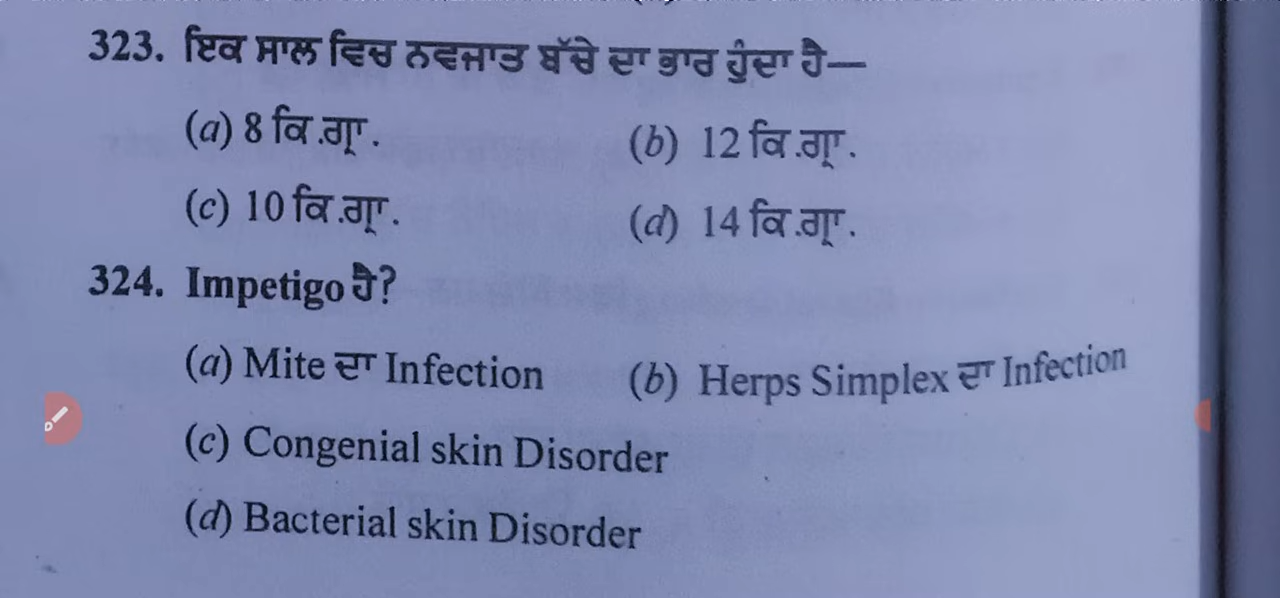 323. ਇਕ ਸਾਲ ਵਿਚ ਨਵਜਾਤ ਬੱਚੇ ਦਾ ਭਾਰ ਹੁੰਦਾ ਹੈ—
(a) 8 ਕਿ.ਗ੍ਰਾ. (b) 12 ਕਿ.ਗ੍ਰਾ.
(c) 10 ਕਿ.ਗ੍ਰਾ. (d) 14 ਕਿ.ਗ੍ਰਾ.
324. Impetigo ਹੈ?
(a) Mite ਦਾ Infection (b) Herps Simplex ਦਾ Infection
(c) Congenial skin Disorder
(d) Bacterial skin Disorder